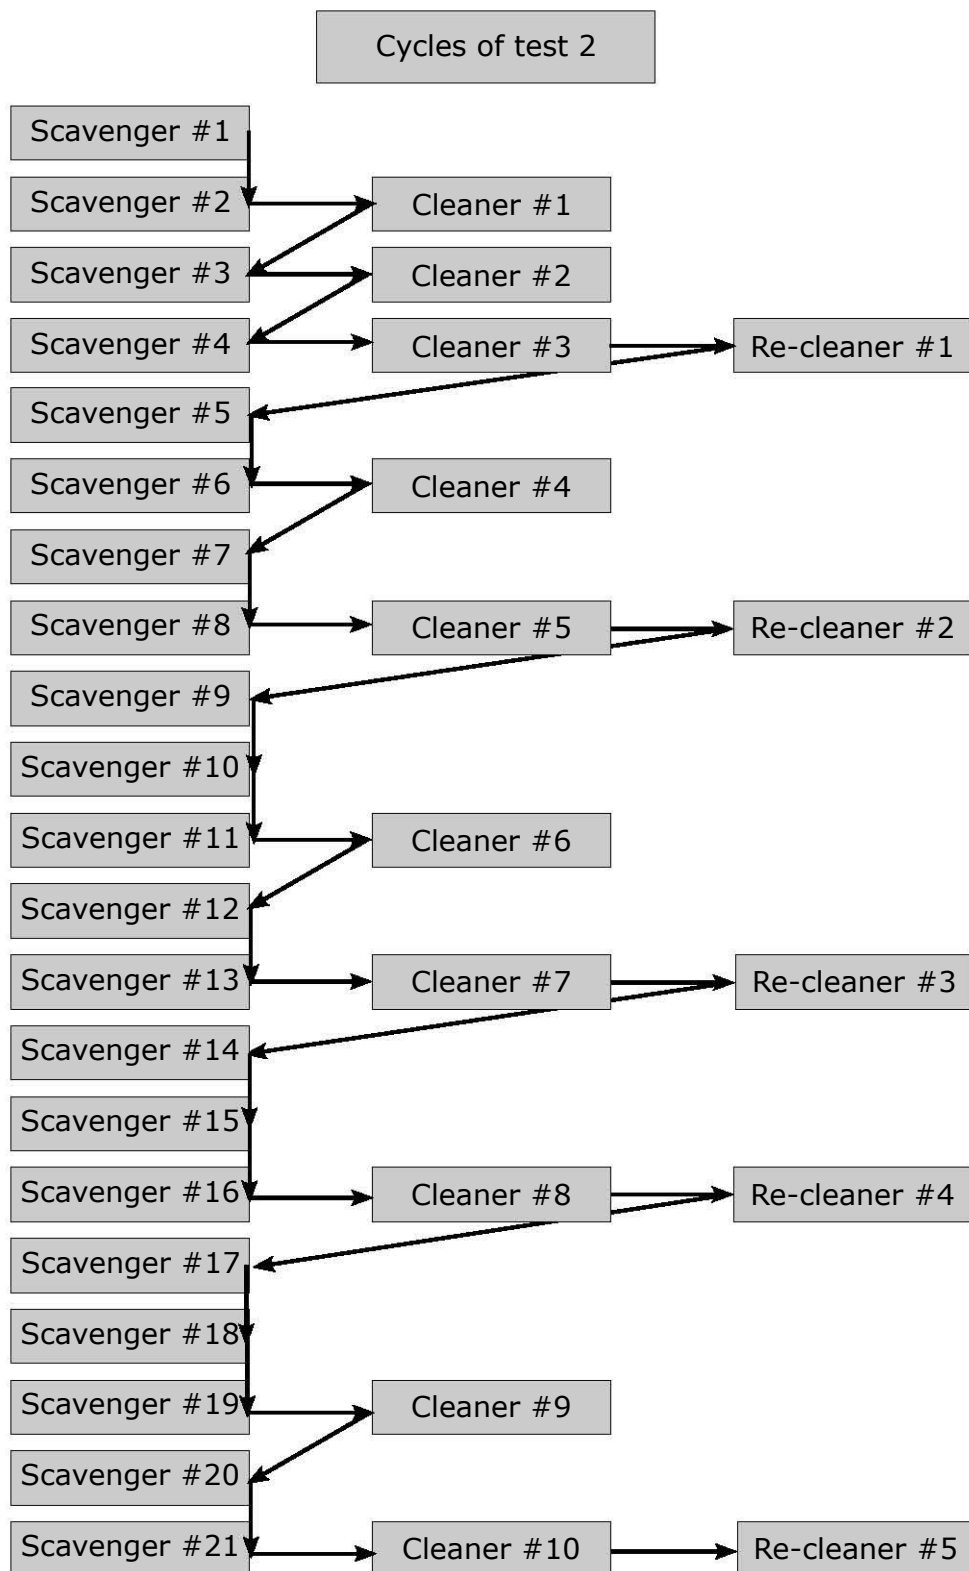 Cycles of test 2
Scavenger #1
Scavenger #2
Cleaner #1
Scavenger #3
Cleaner #2
Scavenger #4
Cleaner #3
Re-cleaner #1
Scavenger #5
Scavenger #6
Cleaner #4
Scavenger #7
Scavenger #8
Cleaner #5
Re-cleaner #2
Scavenger #9
Scavenger #10
Scavenger #11
Cleaner #6
Scavenger #12
Scavenger #13
Cleaner #7
Re-cleaner #3
Scavenger #14
Scavenger #15
Scavenger #16
Cleaner #8
Re-cleaner #4
Scavenger #17
Scavenger #18
Scavenger #19
Cleaner #9
Scavenger #20
Scavenger #21
Cleaner #10
Re-cleaner #5